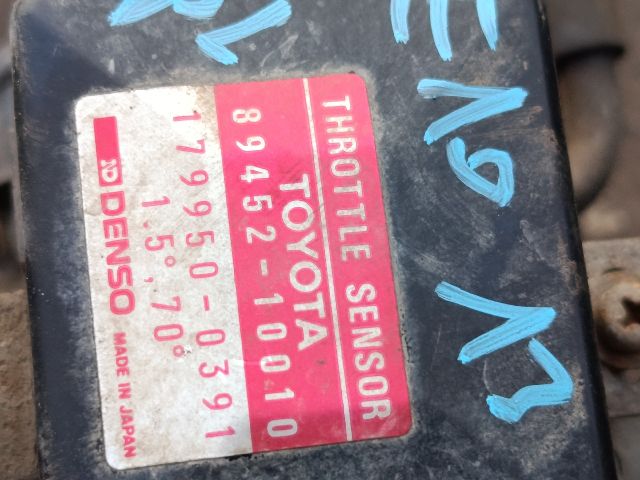 THROTTLE SENSOR
TOYOTA
89452-10010
179950-0391
1.5°,70°
DENSO MADE IN JAPAN